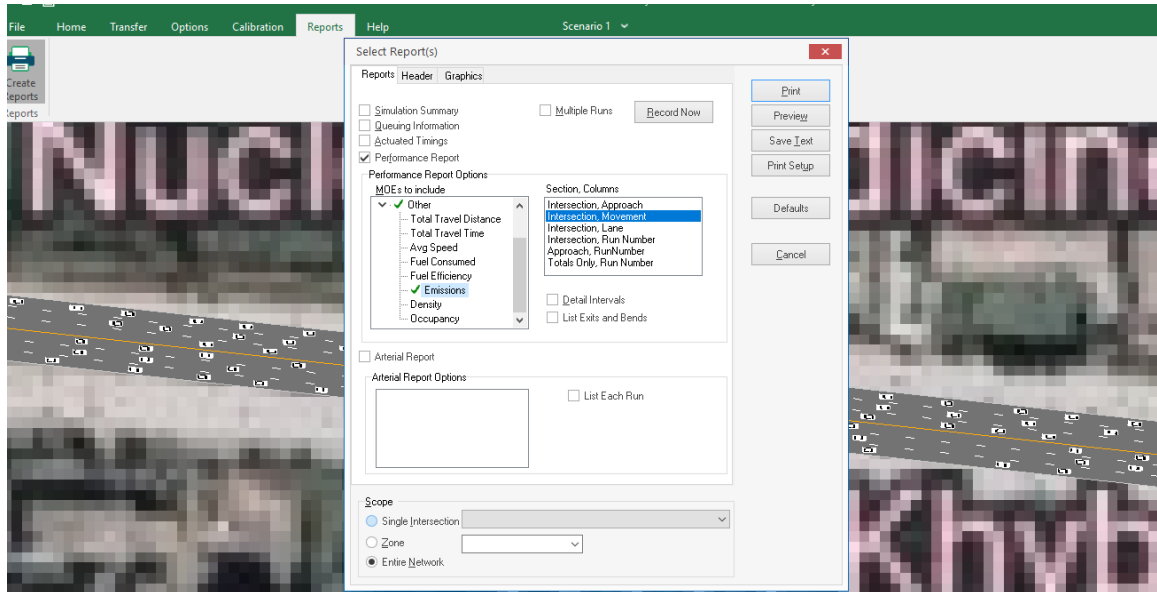 File Home Transfer Options Calibration Reports Help Scenario 1
Create
Reports
Reports
Select Report(s)
Reports Header Graphics
Simulation Summary
Multiple Runs
Record Now
Queuing Information
Actuated Timings
Performance Report
Performance Report Options
MOEs to include
Other
Total Travel Distance
Total Travel Time
Avg Speed
Fuel Consumed
Fuel Efficiency
Emissions
Density
Occupancy
Section, Columns
Intersection, Approach
Intersection, Movement
Intersection, Lane
Intersection, Run Number
Approach, RunNumber
Totals Only, Run Number
Detail Intervals
List Exits and Bends
Arterial Report
Arterial Report Options
List Each Run
Scope
Single Intersection
Zone
Entire Network
Print
Preview
Save Text
Print Setup
Defaults
Cancel